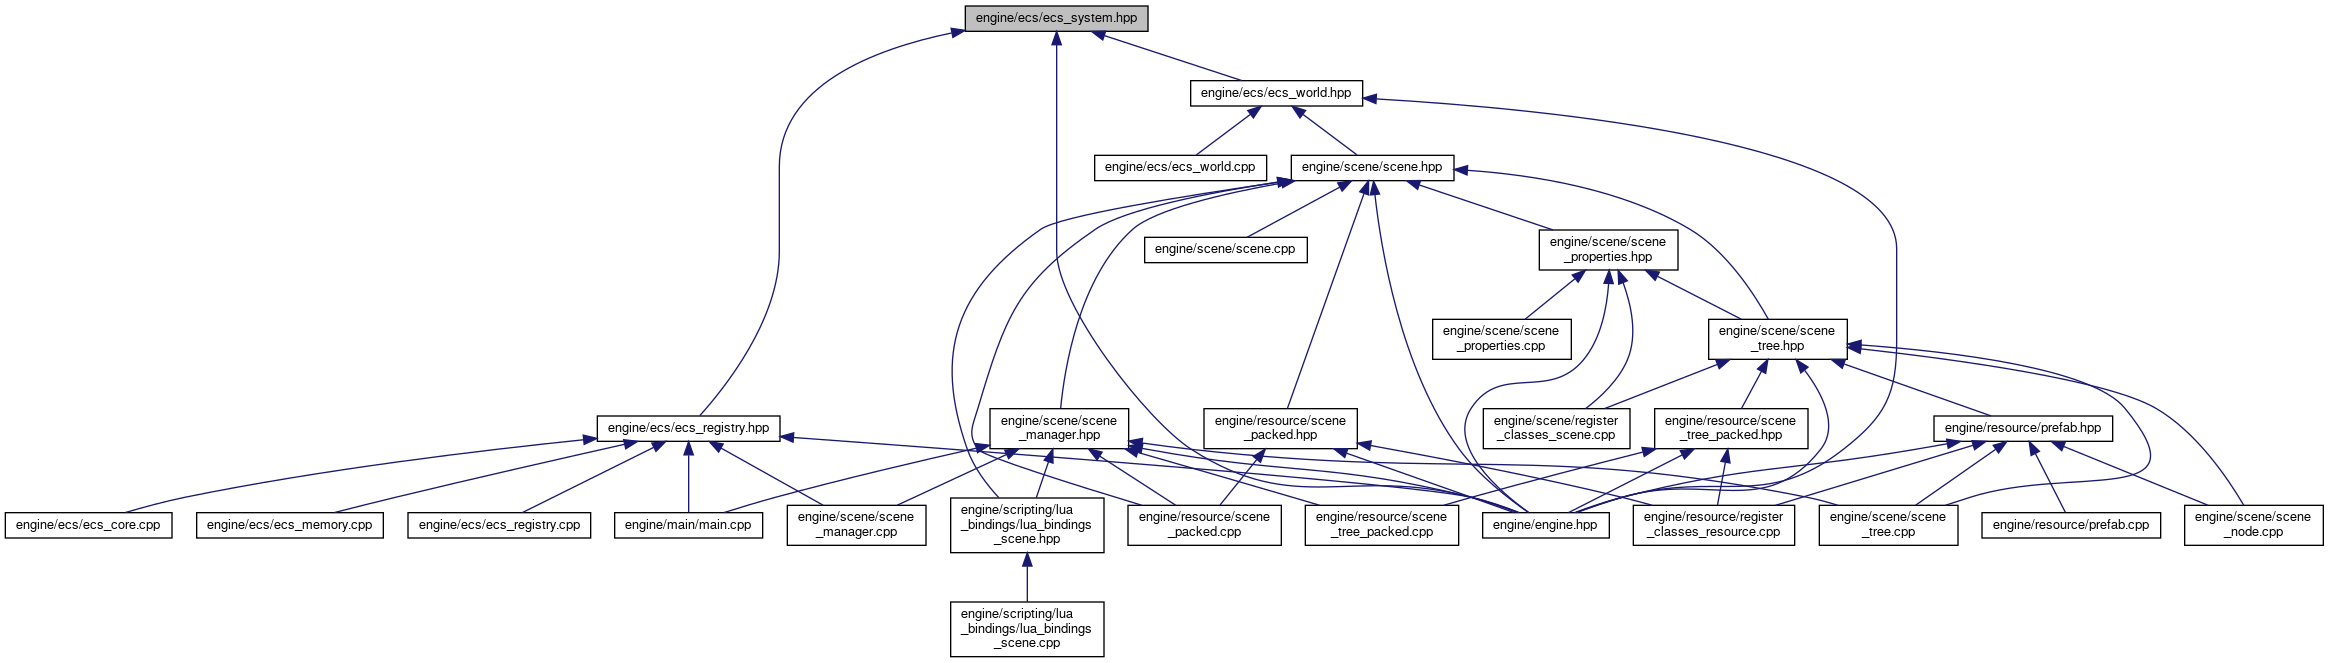 engine/ecs/ecs_system.hpp
engine/ecs/ecs_world.hpp
engine/ecs/ecs_world.cpp
engine/scene/scene.hpp
engine/scene/scene.cpp
engine/scene/scene
_properties.hpp
engine/scene/scene
_properties.cpp
engine/scene/scene
_tree.hpp
engine/ecs/ecs_registry.hpp
engine/scene/scene
_manager.hpp
engine/resource/scene
_packed.hpp
engine/scene/register
_classes_scene.cpp
engine/resource/scene
_tree_packed.hpp
engine/resource/prefab.hpp
engine/ecs/ecs_core.cpp
engine/ecs/ecs_memory.cpp
engine/ecs/ecs_registry.cpp
engine/main/main.cpp
engine/scene/scene
_manager.cpp
engine/scripting/lua
_bindings/lua_bindings
_scene.hpp
engine/resource/scene
_packed.cpp
engine/resource/scene
_tree_packed.cpp
engine/engine.hpp
engine/resource/register
_classes_resource.cpp
engine/scene/scene
_tree.cpp
engine/resource/prefab.cpp
engine/scene/scene
_node.cpp
engine/scripting/lua
_bindings/lua_bindings
_scene.cpp